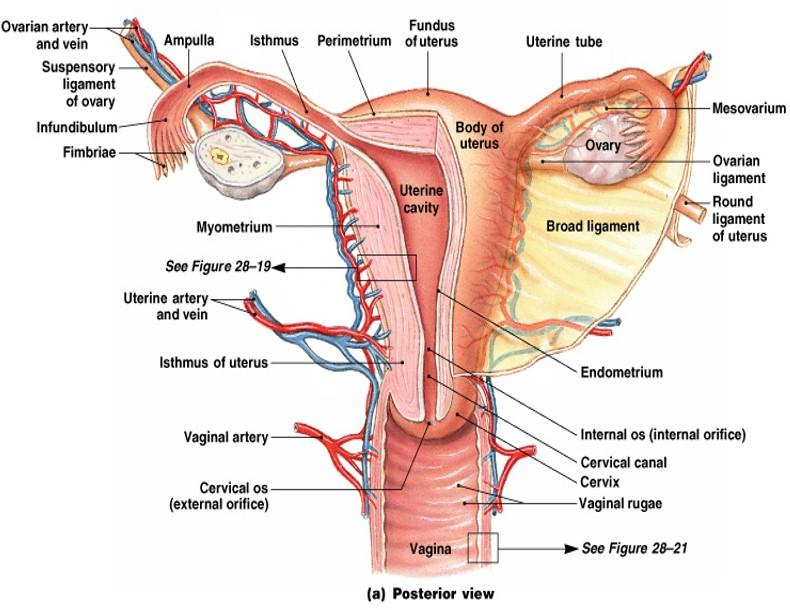 Ovarian artery
and vein
Ampulla
Isthmus
Perimetrium
Fundus
of uterus
Uterine tube
Suspensory
ligament
of ovary
Infundibulum
Fimbriae
Body of
uterus
Ovary
Mesovarium
Ovarian
ligament
Round
ligament
of uterus
Uterine
cavity
Broad ligament
Myometrium
See Figure 28–19
Uterine artery
and vein
Isthmus of uterus
Endometrium
Vaginal artery
Internal os (internal orifice)
Cervical canal
Cervix
Vaginal rugae
Cervical os
(external orifice)
Vagina
See Figure 28–21
(a) Posterior view